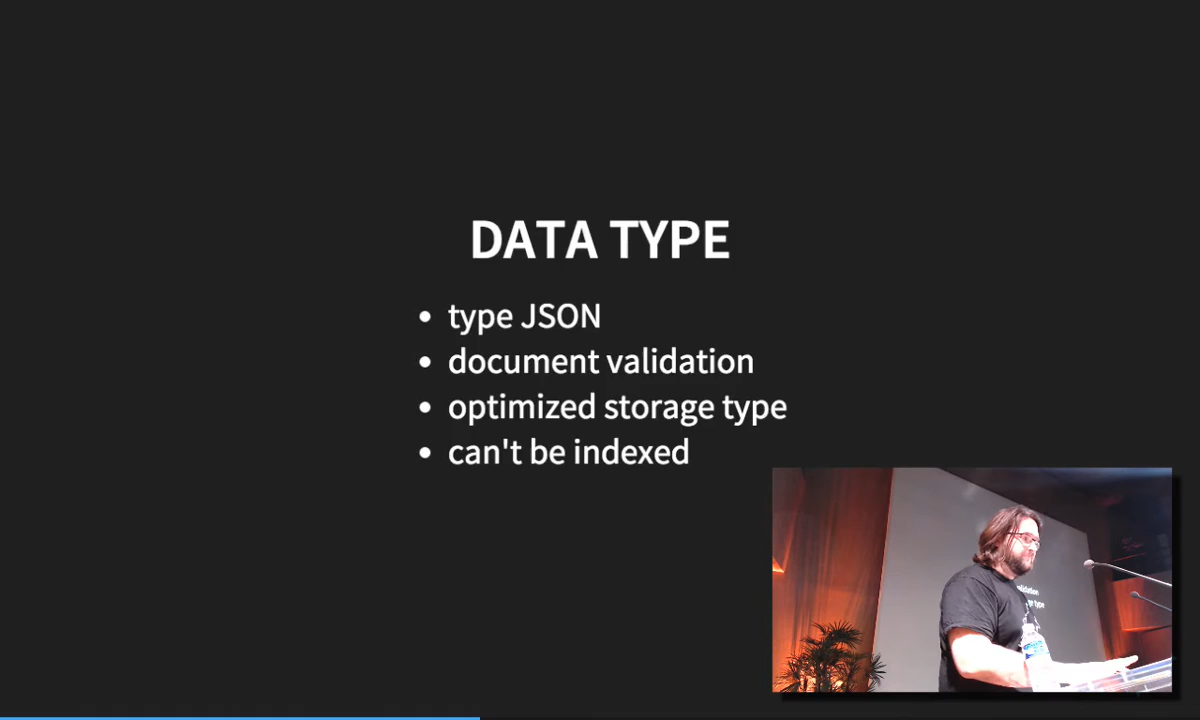 DATA TYPE
• type JSON
• document validation
• optimized storage type
• can't be indexed